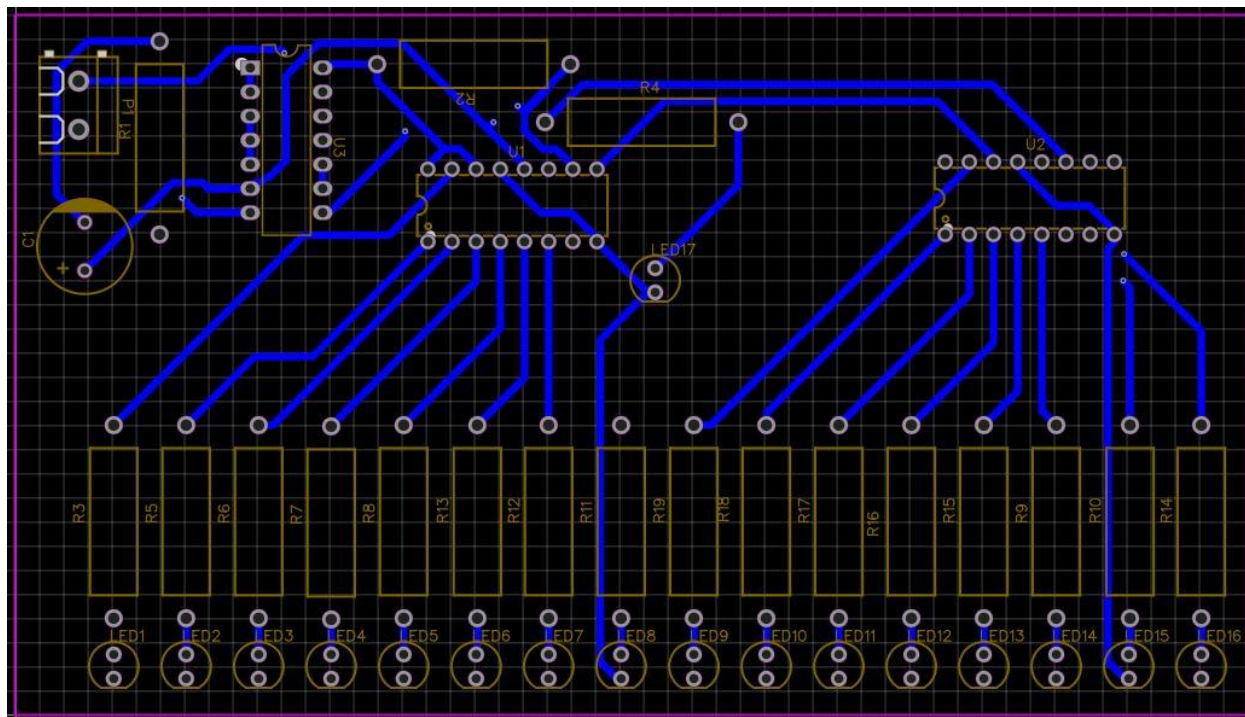 P1
R1
C1
U3
R2
R4
U1
U2
LED17
R3
R5
R6
R7
R8
R13
R12
R11
R19
R18
R17
R16
R15
R9
R10
R14
LED1
LED2
LED3
LED4
LED5
LED6
LED7
LED8
LED9
LED10
LED11
LED12
LED13
LED14
LED15
LED16
+